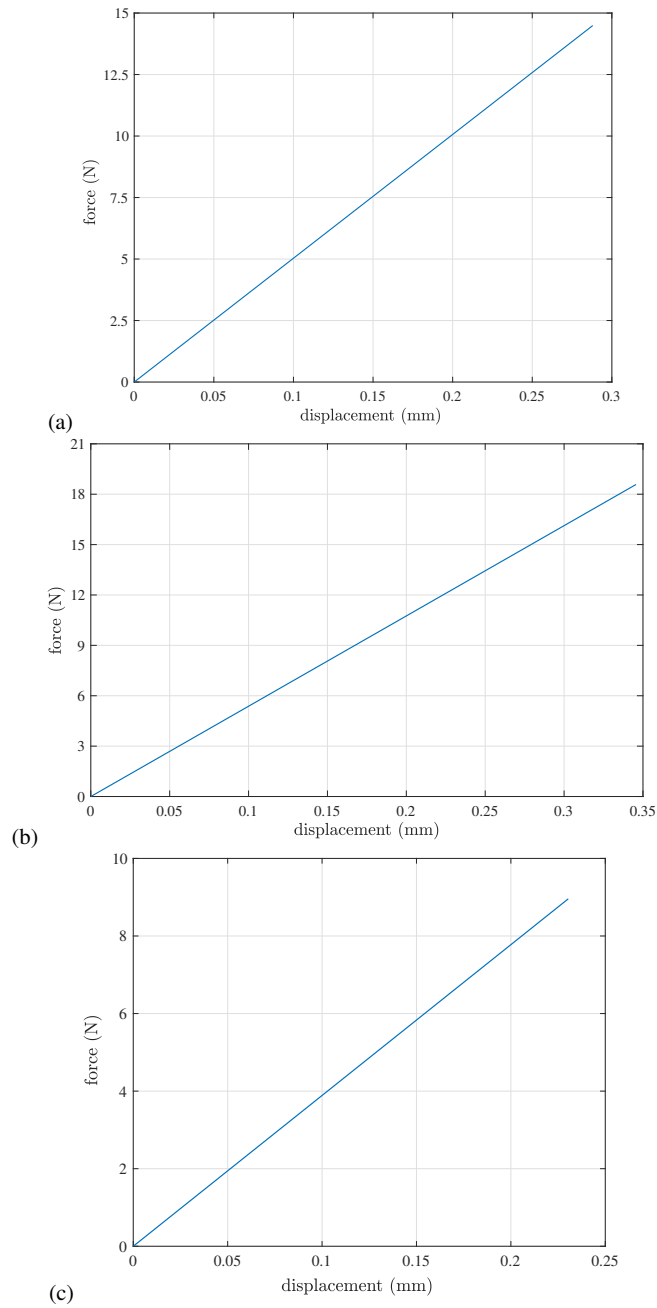 15
12.5
10
7.5
5
2.5
0
force (N)
0 0.05 0.1 0.15 0.2 0.25 0.3
displacement (mm)
(a)
21
18
15
12
9
6
3
0
force (N)
0 0.05 0.1 0.15 0.2 0.25 0.3 0.35
displacement (mm)
(b)
10
8
6
4
2
0
force (N)
0 0.05 0.1 0.15 0.2 0.25
displacement (mm)
(c)